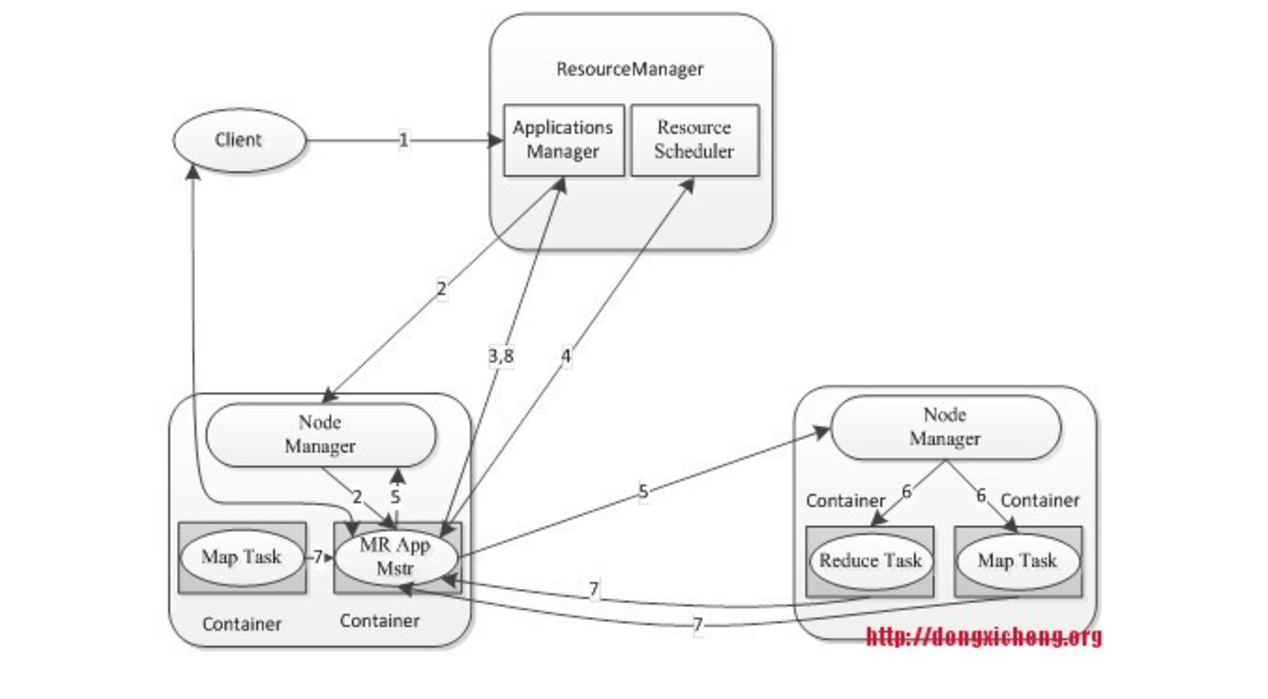 ResourceManager
Client
1
Applications
Manager
Resource
Scheduler
2
3,8
4
Node
Manager
2
5
5
Node
Manager
Container
6
6
Container
Map Task
7
MR App
Mstr
Reduce Task
Map Task
7
7
Container
Container
http://dongxicheng.org